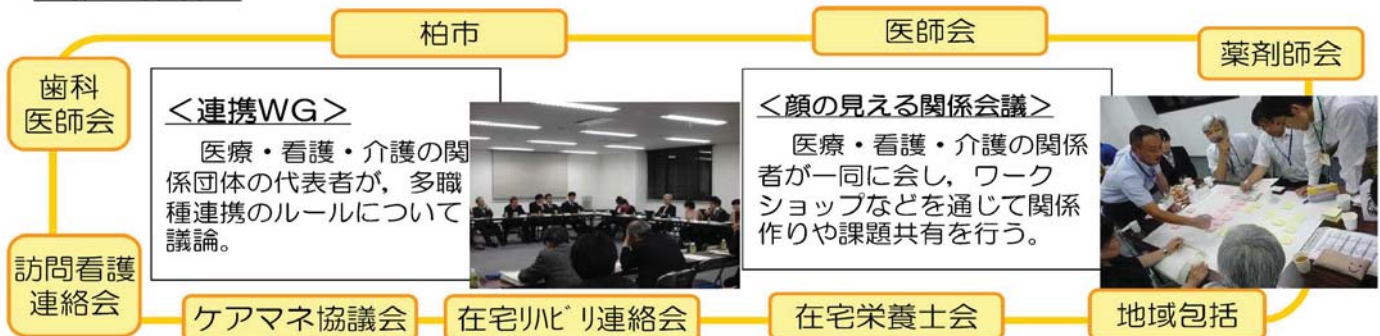 柏市
医師会
薬剤師会
歯科
医師会
<連携WG>
医療・看護・介護の関
係団体の代表者が，多職
種連携のルールについて
議論。
<顔の見える関係会議>
医療・看護・介護の関係
者が一同に会し，ワーク
ショップなどを通じて関係
作りや課題共有を行う。
訪問看護
連絡会
ケアマネ協議会
在宅ﾘﾊﾋﾞﾘ連絡会
在宅栄養士会
地域包括